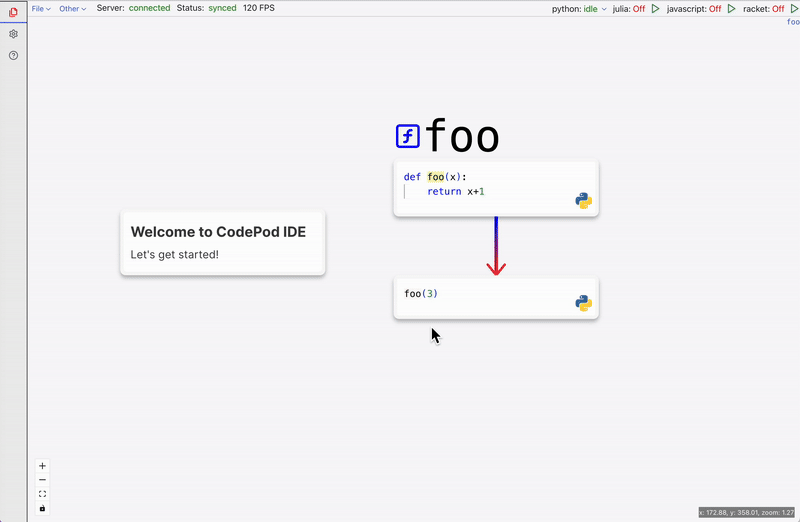 File Other Server: connected Status: synced 120 FPS python: idle julia: Off javascript: Off racket: Off
foo
foo
def foo(x):
    return x+1
Welcome to CodePod IDE
Let's get started!
foo(3)
x: 172.88, y: 358.01, zoom: 1.27